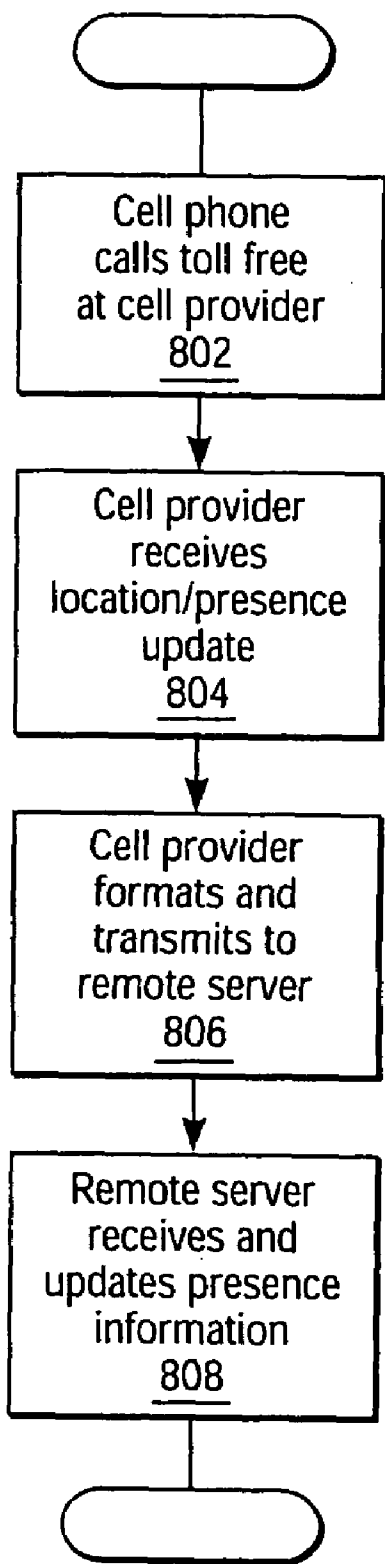 Cell phone
calls toll free
at cell provider
802
Cell provider
receives
location/presence
update
804
Cell provider
formats and
transmits to
remote server
806
Remote server
receives and
updates presence
information
808